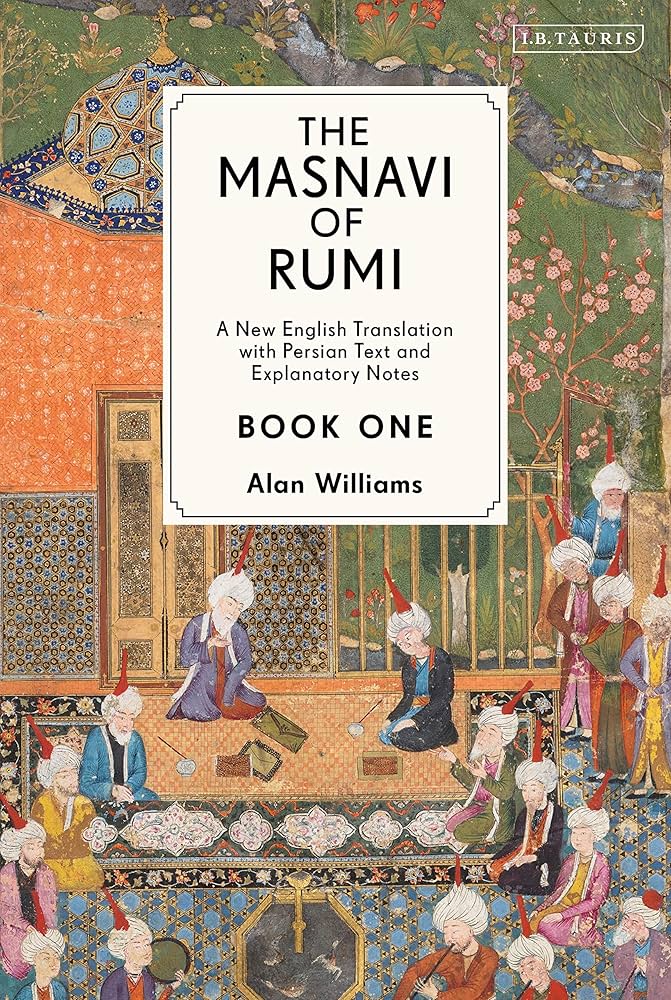 I.B.TAURIS
THE
MASNAVI
OF
RUMI
A New English Translation
with Persian Text and
Explanatory Notes
BOOK ONE
Alan Williams